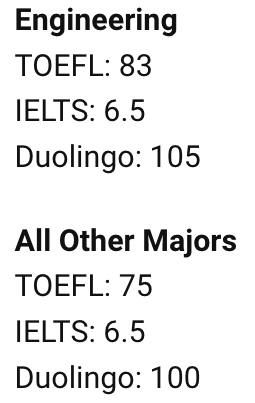 Engineering
TOEFL: 83
IELTS: 6.5
Duolingo: 105
All Other Majors
TOEFL: 75
IELTS: 6.5
Duolingo: 100